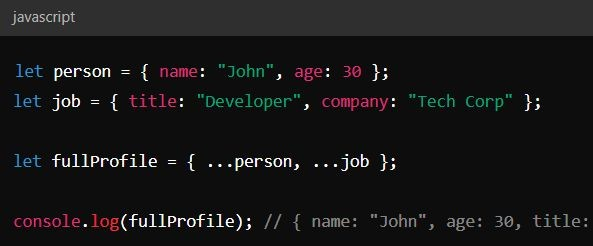 javascript
let person = { name: "John", age: 30 };
let job = { title: "Developer", company: "Tech Corp" };
let fullProfile = { ...person, ...job };
console.log(fullProfile); // { name: "John", age: 30, title: